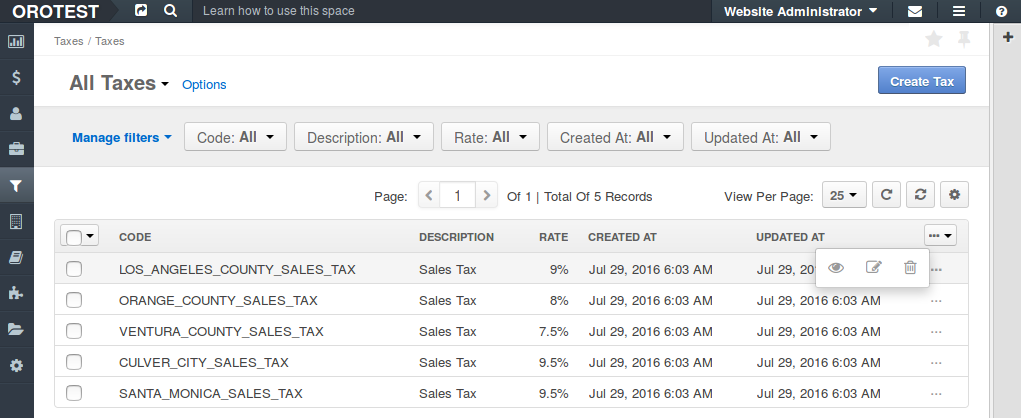 OROTEST Learn how to use this space Website Administrator
Taxes / Taxes
All Taxes Options Create Tax
Manage filters Code: All Description: All Rate: All Created At: All Updated At: All
Page: 1 Of 1 | Total Of 5 Records View Per Page: 25
CODE DESCRIPTION RATE CREATED AT UPDATED AT
LOS_ANGELES_COUNTY_SALES_TAX Sales Tax 9% Jul 29, 2016 6:03 AM Jul 29, 20
ORANGE_COUNTY_SALES_TAX Sales Tax 8% Jul 29, 2016 6:03 AM Jul 29, 2016 6:03 AM
VENTURA_COUNTY_SALES_TAX Sales Tax 7.5% Jul 29, 2016 6:03 AM Jul 29, 2016 6:03 AM
CULVER_CITY_SALES_TAX Sales Tax 9.5% Jul 29, 2016 6:03 AM Jul 29, 2016 6:03 AM
SANTA_MONICA_SALES_TAX Sales Tax 9.5% Jul 29, 2016 6:03 AM Jul 29, 2016 6:03 AM